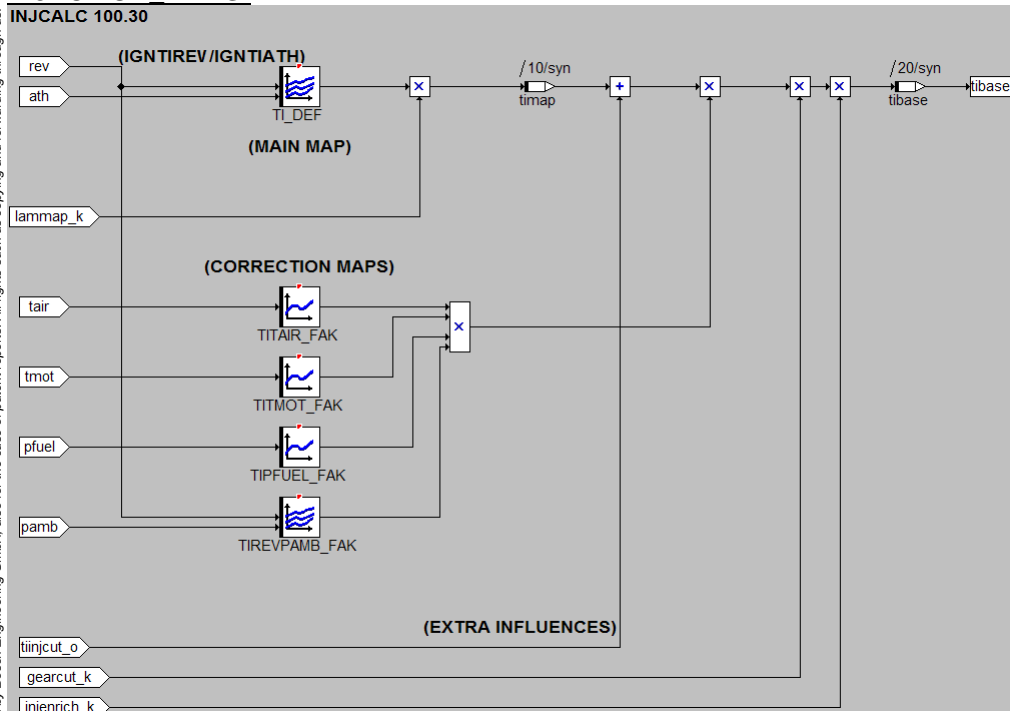 INJCALC 100.30
(IGNTIREV/IGNTIATH)
rev
ath
TI_DEF
/10/syn
timap
/20/syn
tibase
tibase
(MAIN MAP)
lammap_k
(CORRECTION MAPS)
tair
TITAIR_FAK
tmot
TITMOT_FAK
pfuel
TIPFUEL_FAK
pamb
TIREVPAMB_FAK
(EXTRA INFLUENCES)
tiinjcut_o
gearcut_k
injenrich_k